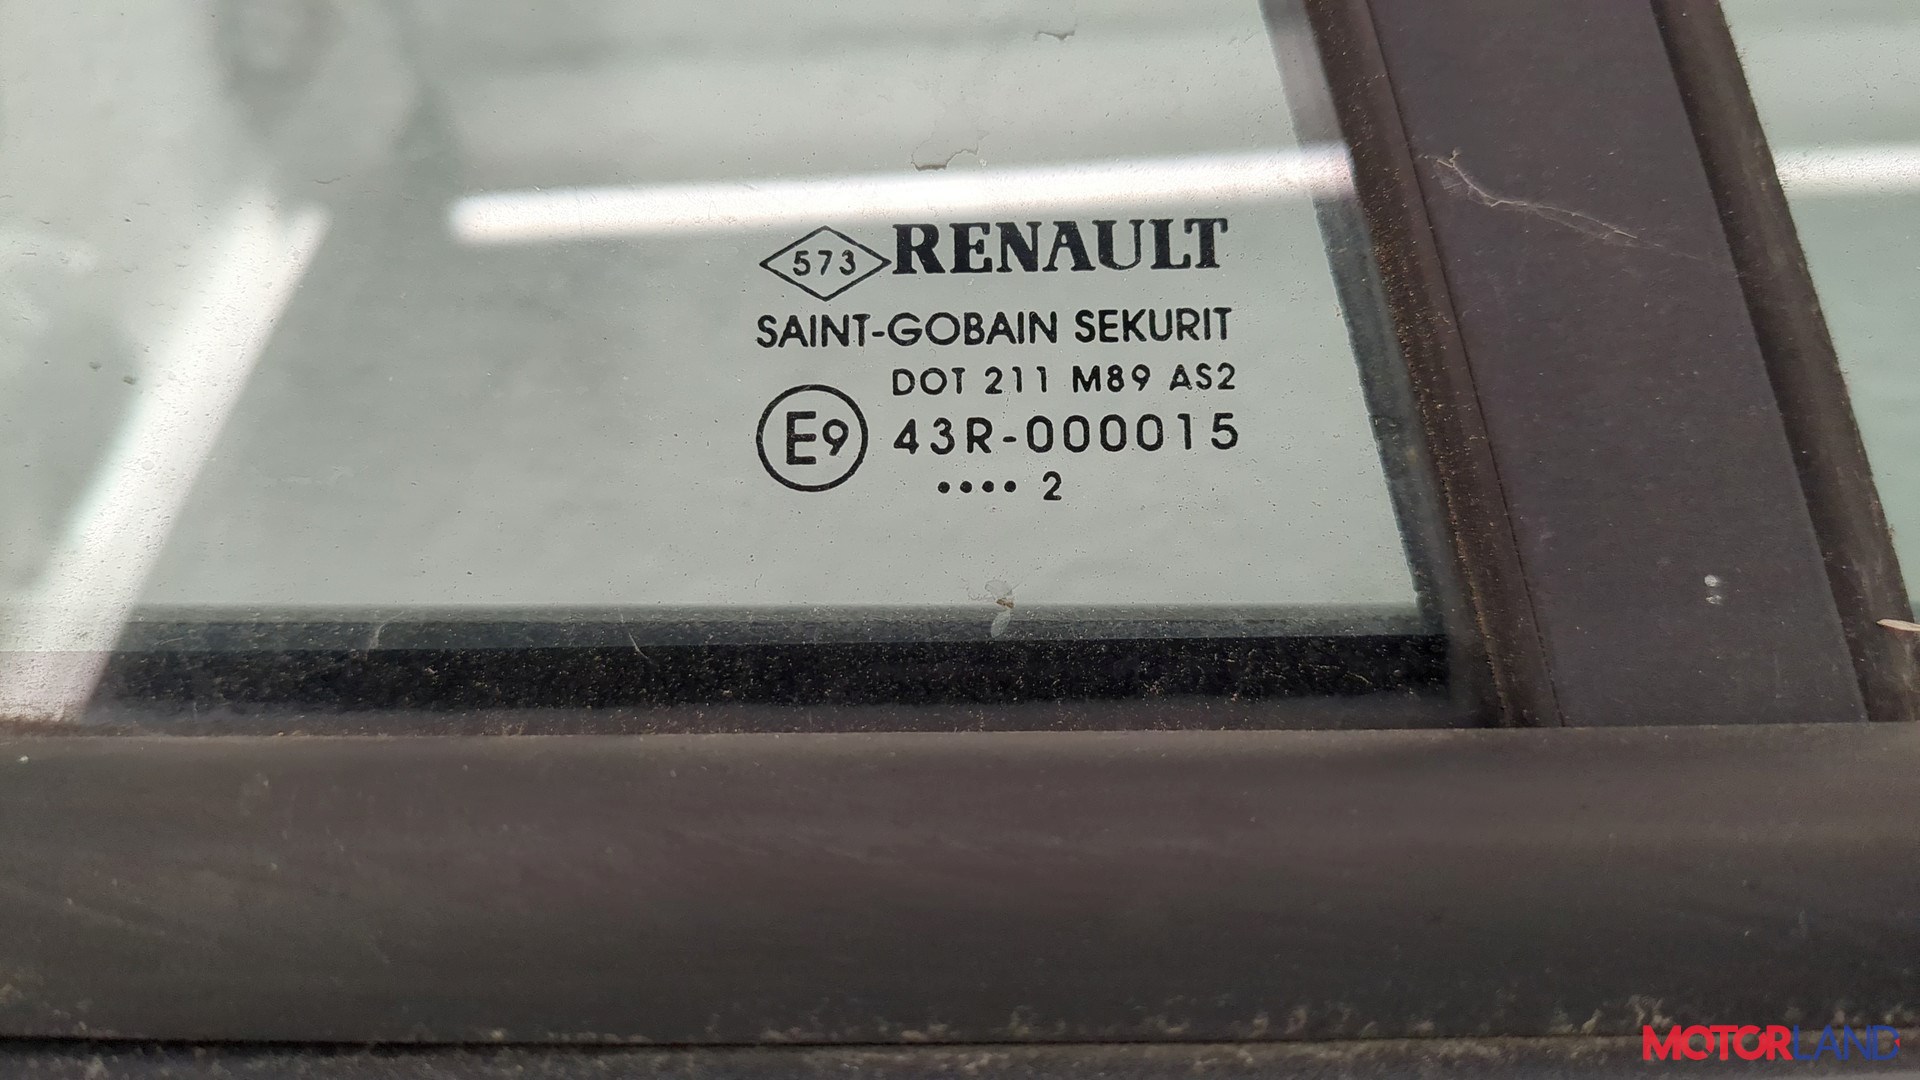 573 RENAULT
SAINT-GOBAIN SEKURIT
DOT 211 M89 AS2
E9 43R-000015
•••• 2
MOTORLAND